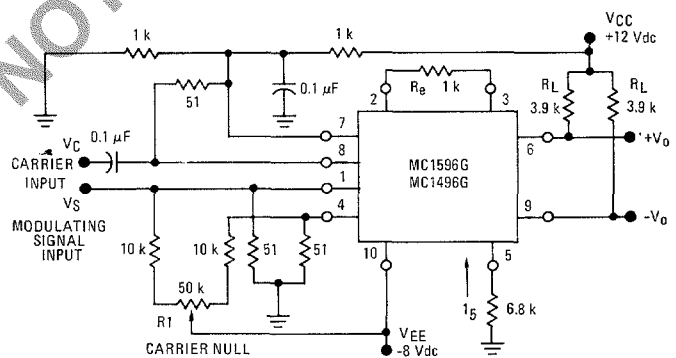 NO
1 k
1 k
VCC
+12 Vdc
51
0.1 µF
Re
1 k
RL
3.9 k
RL
3.9 k
2
3
VC
0.1 µF
7
6
+Vo
CARRIER
INPUT
8
MC1596G
MC1496G
1
VS
4
9
-Vo
MODULATING
SIGNAL
INPUT
10 k
10 k
51
51
10
5
50 k
R1
I5
6.8 k
VEE
-8 Vdc
CARRIER NULL